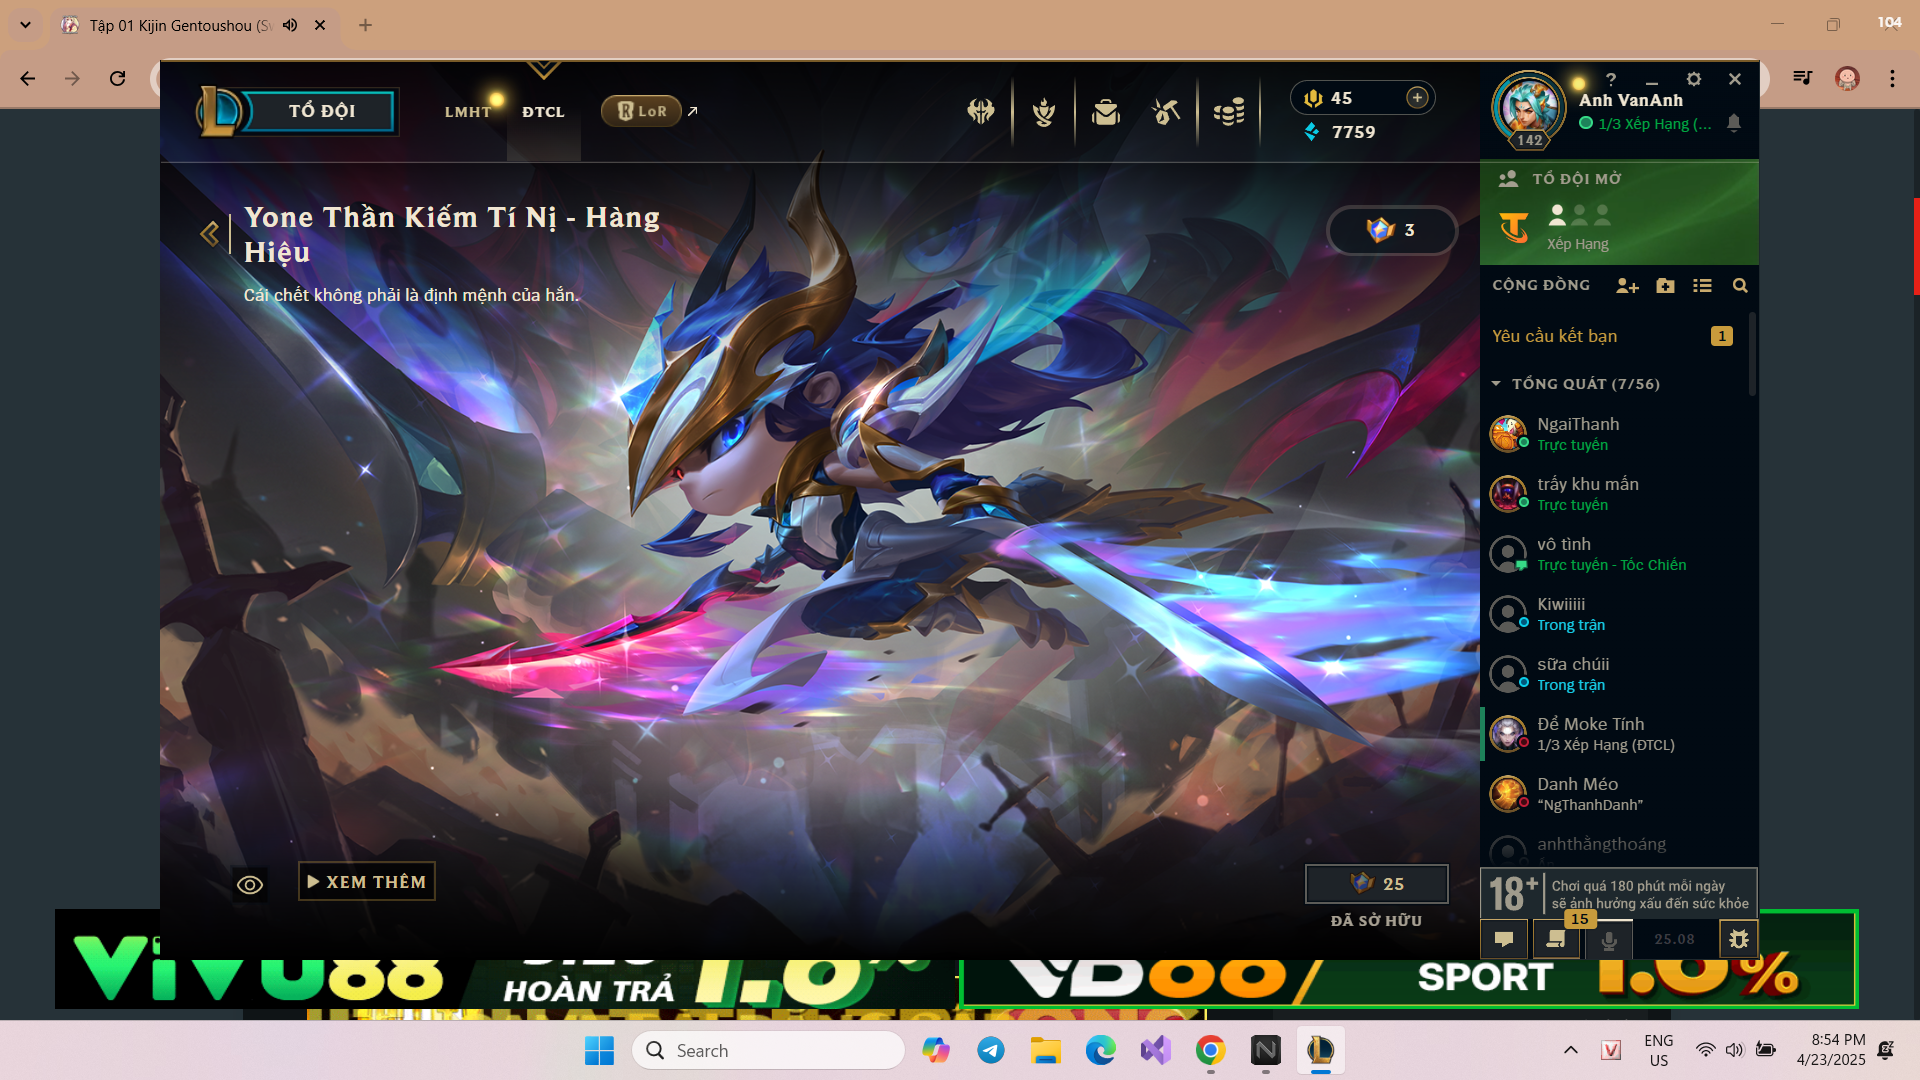 Tập 01 Kijin Gentoushou (Sw
104
TỔ ĐỘI
LMHT
ĐTCL
LoR
45
7759
Anh VanAnh
1/3 Xếp Hạng (...
142
Yone Thần Kiếm Tí Nị - Hàng
Hiệu
Cái chết không phải là định mệnh của hắn.
3
TỔ ĐỘI MỞ
Xếp Hạng
CỘNG ĐỒNG
Yêu cầu kết bạn
1
TỔNG QUÁT (7/56)
NgaiThanh
Trực tuyến
trấy khu mấn
Trực tuyến
vô tình
Trực tuyến - Tốc Chiến
Kiwiiiii
Trong trận
sữa chúii
Trong trận
Để Moke Tính
1/3 Xếp Hạng (ĐTCL)
Danh Méo
“NgThanhDanh”
anhthằngthoáng
XEM THÊM
25
ĐÃ SỞ HỮU
18+
Chơi quá 180 phút mỗi ngày
sẽ ảnh hưởng xấu đến sức khỏe
15
25.08
ViVU88
HOÀN TRẢ
1.6%
SPORT
1.6%
Search
ENG
US
8:54 PM
4/23/2025